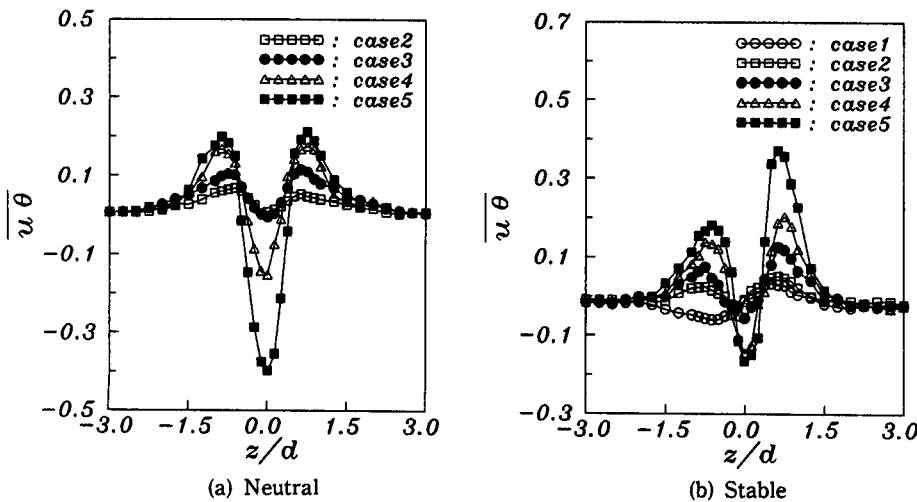 0.5
0.3
0.1
-0.1
-0.3
-0.5
-3.0 -1.5 0.0 1.5 3.0
z/d
u θ
: case2
: case3
: case4
: case5
(a) Neutral
0.7
0.5
0.3
0.1
-0.1
-0.3
-3.0 -1.5 0.0 1.5 3.0
z/d
u θ
: case1
: case2
: case3
: case4
: case5
(b) Stable